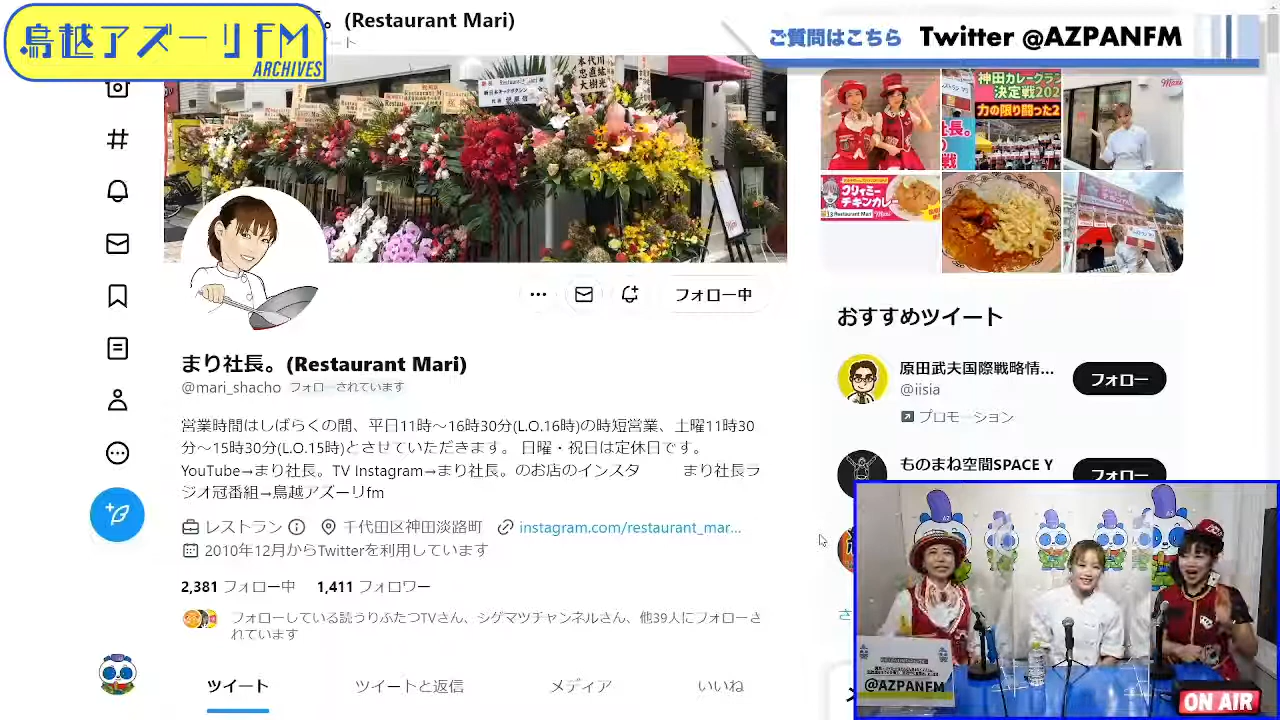 鳥越アズーリFM
ARCHIVES
。 (Restaurant Mari)
ご質問はこちら Twitter @AZPANFM
フォロー中
まり社長。(Restaurant Mari)
@mari_shacho フォローされています
営業時間はしばらくの間、平日11時〜16時30分(L.O.16時)の時短営業、土曜11時30
分〜15時30分(L.O.15時)とさせていただきます。 日曜・祝日は定休日です。
YouTube→まり社長。TV Instagram→まり社長。のお店のインスタ まり社長ラ
ジオ冠番組→鳥越アズーリfm
レストラン 千代田区神田淡路町 instagram.com/restaurant_mar...
2010年12月からTwitterを利用しています
2,381 フォロー中 1,411 フォロワー
フォローしている読うりふたつTVさん、シゲマツチャンネルさん、他39人にフォローさ
れています
ツイート ツイートと返信 メディア いいね
神田カレーグラン
決定戦202
力の限り闘った2
クリィミー
チキンカレー
13 Restaurant Mari
おすすめツイート
原田武夫国際戦略情...
@iisia
フォロー
プロモーション
ものまね空間SPACE Y
フォロー
@AZPANFM
ON AIR